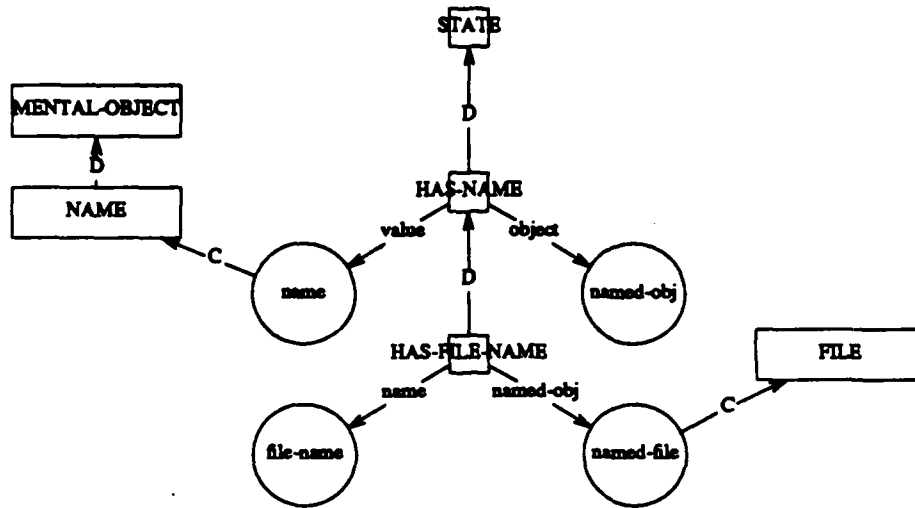 STATE
MENTAL-OBJECT
D
D
HAS-NAME
NAME
value
object
C
D
name
named-obj
HAS-FILE-NAME
FILE
name
named-obj
C
file-name
named-file